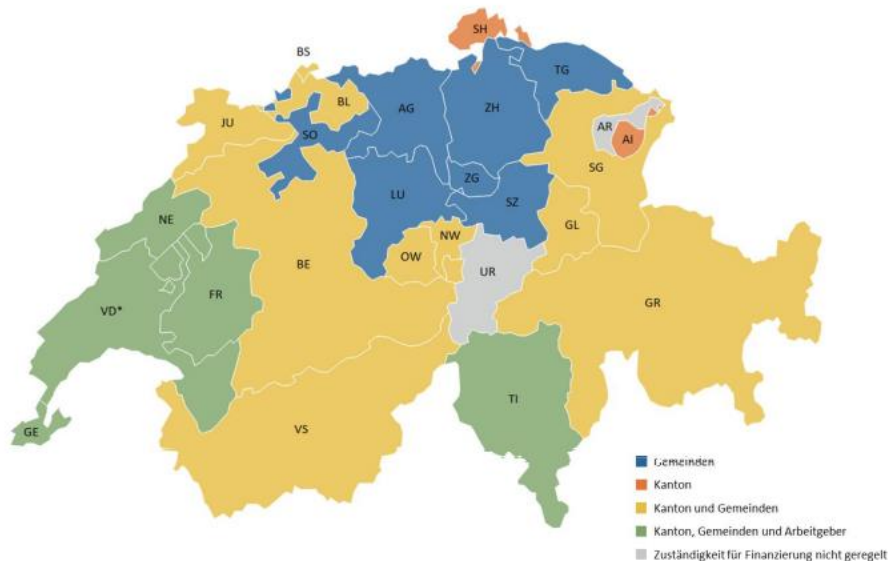 SH
BS
TG
BL
AG
ZH
JU
SO
AR
AI
SG
ZG
LU
SZ
NE
NW
GL
OW
BE
UR
FR
VD*
GR
TI
VS
GE
Gemeinden
Kanton
Kanton und Gemeinden
Kanton, Gemeinden und Arbeitgeber
Zuständigkeit für Finanzierung nicht geregelt